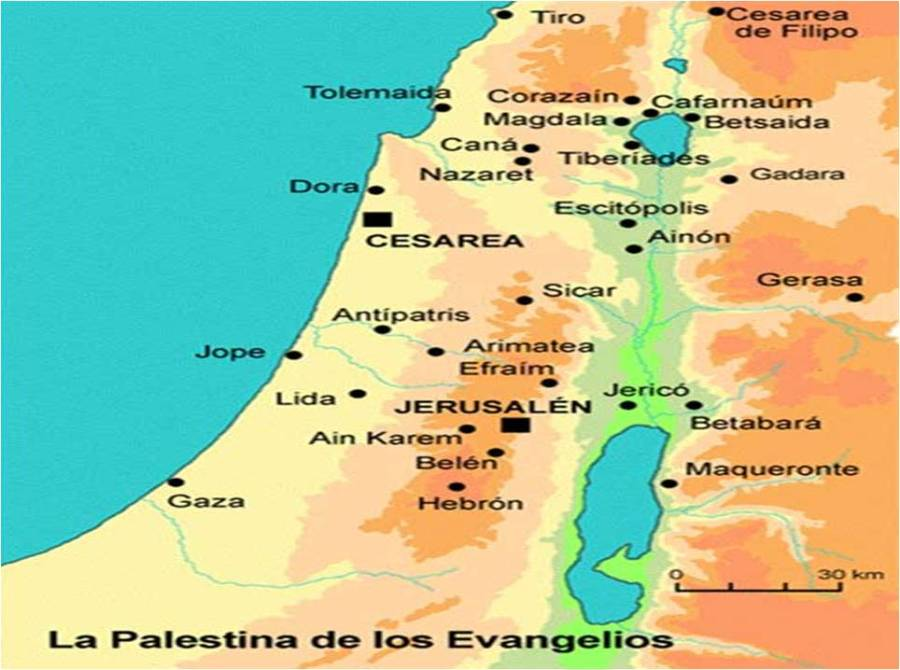 Tiro
Cesarea
de Filipo
Tolemaida
Corazaín
Cafarnaúm
Magdala
Betsaida
Caná
Tiberíades
Nazaret
Gadara
Dora
Escitópolis
CESAREA
Ainón
Gerasa
Sicar
Antípatris
Jope
Arimatea
Efraím
Lida
Jericó
JERUSALÉN
Betabará
Ain Karem
Belén
Maqueronte
Gaza
Hebrón
0 30 km
La Palestina de los Evangelios